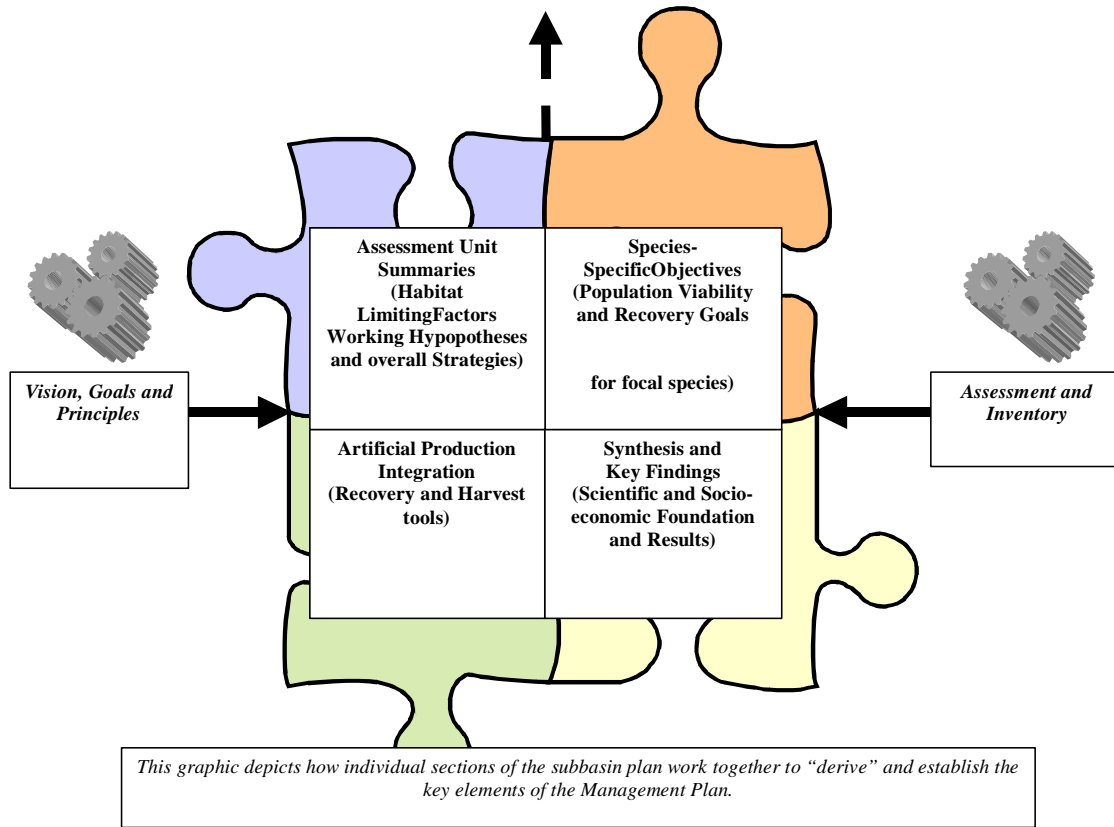 Assessment Unit
Summaries
(Habitat
LimitingFactors
Working Hypopotheses
and overall Strategies)
Species-
SpecificObjectives
(Population Viability
and Recovery Goals
for focal species)
Vision, Goals and
Principles
Assessment and
Inventory
Artificial Production
Integration
(Recovery and Harvest
tools)
Synthesis and
Key Findings
(Scientific and Socio-
economic Foundation
and Results)
This graphic depicts how individual sections of the subbasin plan work together to “derive” and establish the
key elements of the Management Plan.